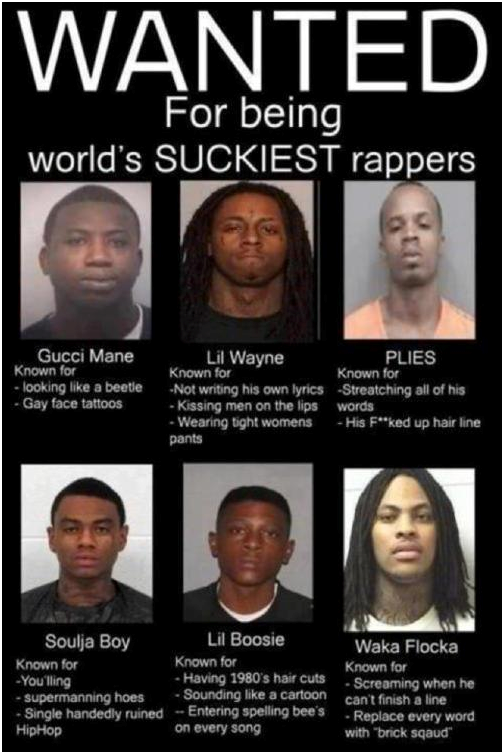 WANTED
For being
world's SUCKIEST rappers
Gucci Mane
Known for
- looking like a beetle
- Gay face tattoos
Lil Wayne
Known for
-Not writing his own lyrics
- Kissing men on the lips
- Wearing tight womens
pants
PLIES
Known for
-Streatching all of his
words
- His F**ked up hair line
Soulja Boy
Known for
-You'lling
- supermanning hoes
- Single handedly ruined
HipHop
Lil Boosie
Known for
- Having 1980's hair cuts
- Sounding like a cartoon
-- Entering spelling bee's
on every song
Waka Flocka
Known for
- Screaming when he
can't finish a line
- Replace every word
with "brick sqaud"